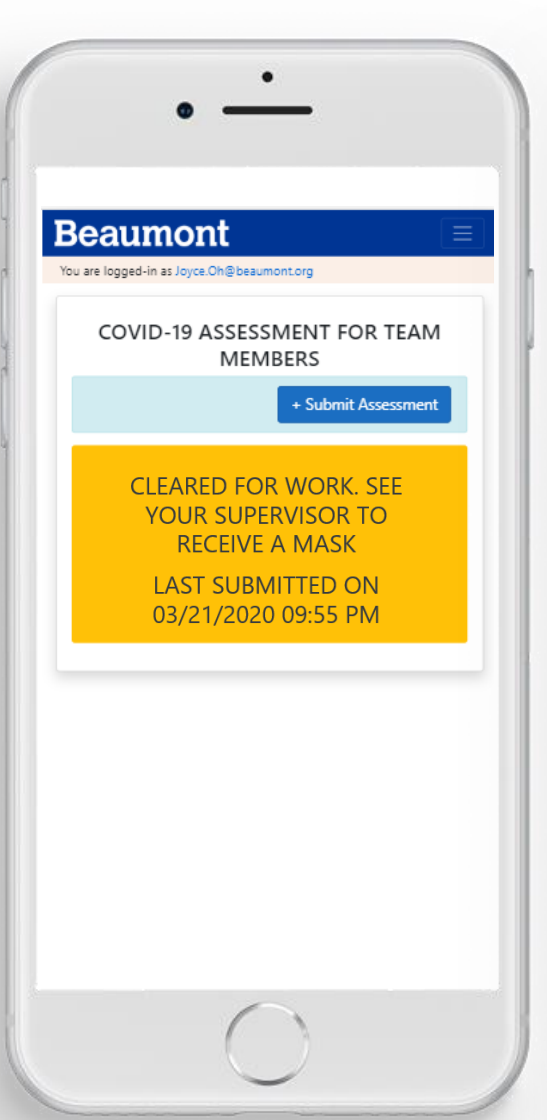 Beaumont
You are logged-in as Joyce.Oh@beaumont.org
COVID-19 ASSESSMENT FOR TEAM
MEMBERS
+ Submit Assessment
CLEARED FOR WORK. SEE
YOUR SUPERVISOR TO
RECEIVE A MASK
LAST SUBMITTED ON
03/21/2020 09:55 PM